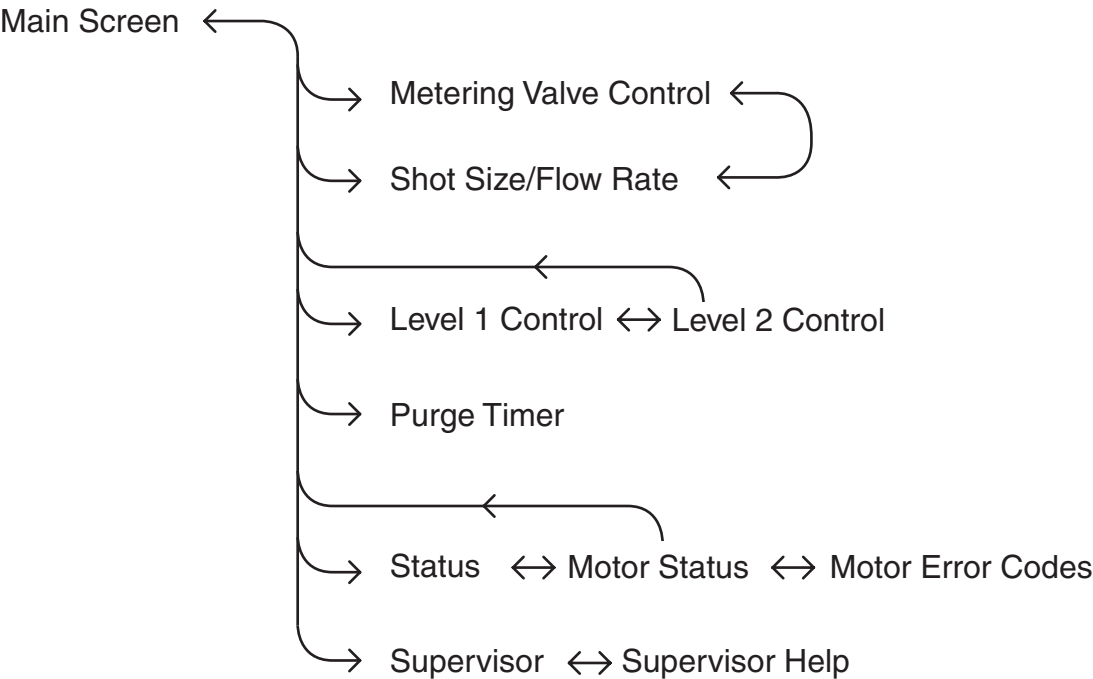 Main Screen
Metering Valve Control
Shot Size/Flow Rate
Level 1 Control Level 2 Control
Purge Timer
Status Motor Status Motor Error Codes
Supervisor Supervisor Help